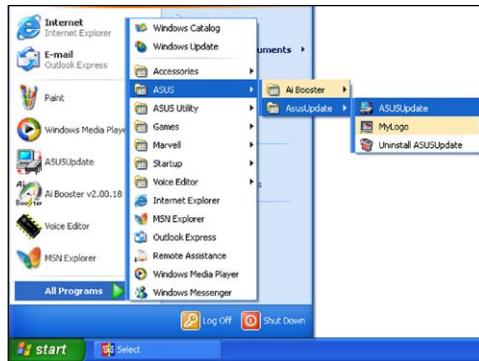 Internet
Internet Explorer
E-mail
Outlook Express
Paint
Windows Media Playe
ASUSUpdate
Ai Booster v2.00.18
Voice Editor
MSN Explorer
All Programs
Windows Catalog
Windows Update
Accessories
ASUS
ASUS Utility
Games
Marvell
Startup
Voice Editor
Internet Explorer
MSN Explorer
Outlook Express
Remote Assistance
Windows Media Player
Windows Messenger
uments
s
Ai Booster
AsusUpdate
ASUSUpdate
MyLogo
Uninstall ASUSUpdate
Log Off
Shut Down
start
Select